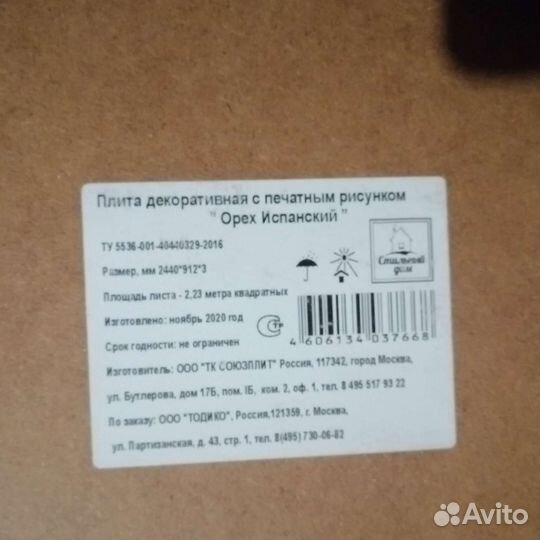 Плита декоративная с печатным рисунком
" Орех Испанский "
ТУ 5536-001-40440329-2016
Размер, мм 2440*912*3
Площадь листа - 2,23 метра квадратных
Изготовлено: ноябрь 2020 год
Срок годности: не ограничен
Стильный
дом
СТР
4 606134 037668
Изготовитель: ООО "ТК СОЮЗПЛИТ" Россия, 117342, город Москва,
ул. Бутлерова, дом 17Б, пом. IБ, ком. 2, оф. 1, тел. 8 495 517 93 22
По заказу: ООО "ТОДИКО", Россия,121359, г. Москва,
ул. Партизанская, д. 43, стр. 1, тел. 8(495) 730-06-82
Avito